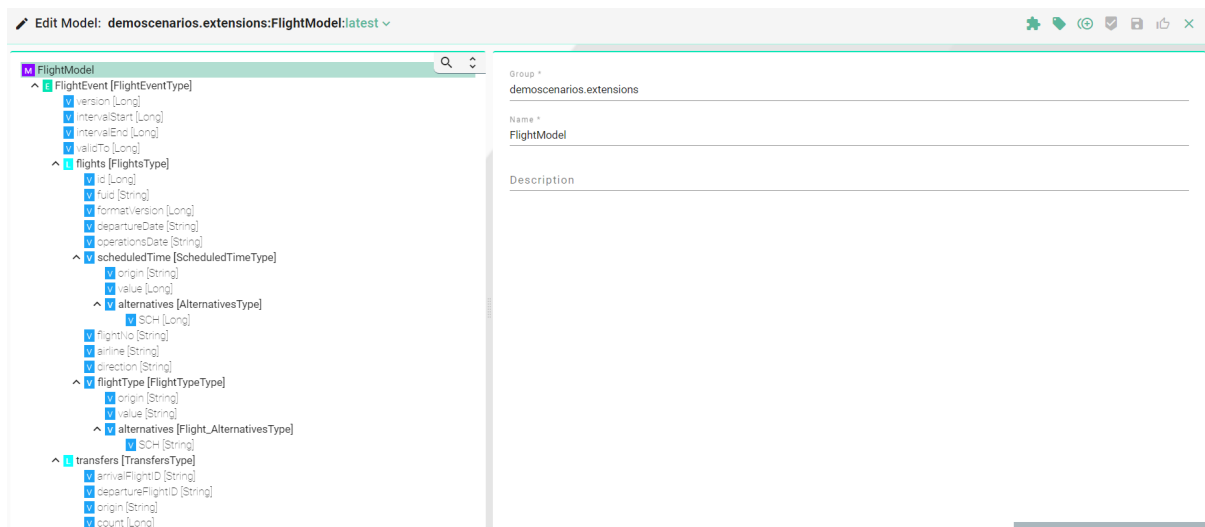 Edit Model: demoscenarios.extensions:FlightModel:latest
M FlightModel
E FlightEvent [FlightEventType]
V version [Long]
V intervalStart [Long]
V intervalEnd [Long]
V validTo [Long]
L flights [FlightsType]
V id [Long]
V fuid [String]
V formatVersion [Long]
V departureDate [String]
V operationsDate [String]
V scheduledTime [ScheduledTimeType]
V origin [String]
V value [Long]
V alternatives [AlternativesType]
V SCH [Long]
V flightNo [String]
V airline [String]
V direction [String]
V flightType [FlightTypeType]
V origin [String]
V value [String]
V alternatives [Flight_AlternativesType]
V SCH [String]
L transfers [TransfersType]
V arrivalFlightID [String]
V departureFlightID [String]
V origin [String]
V count [Long]
Group *
demoscenarios.extensions
Name *
FlightModel
Description